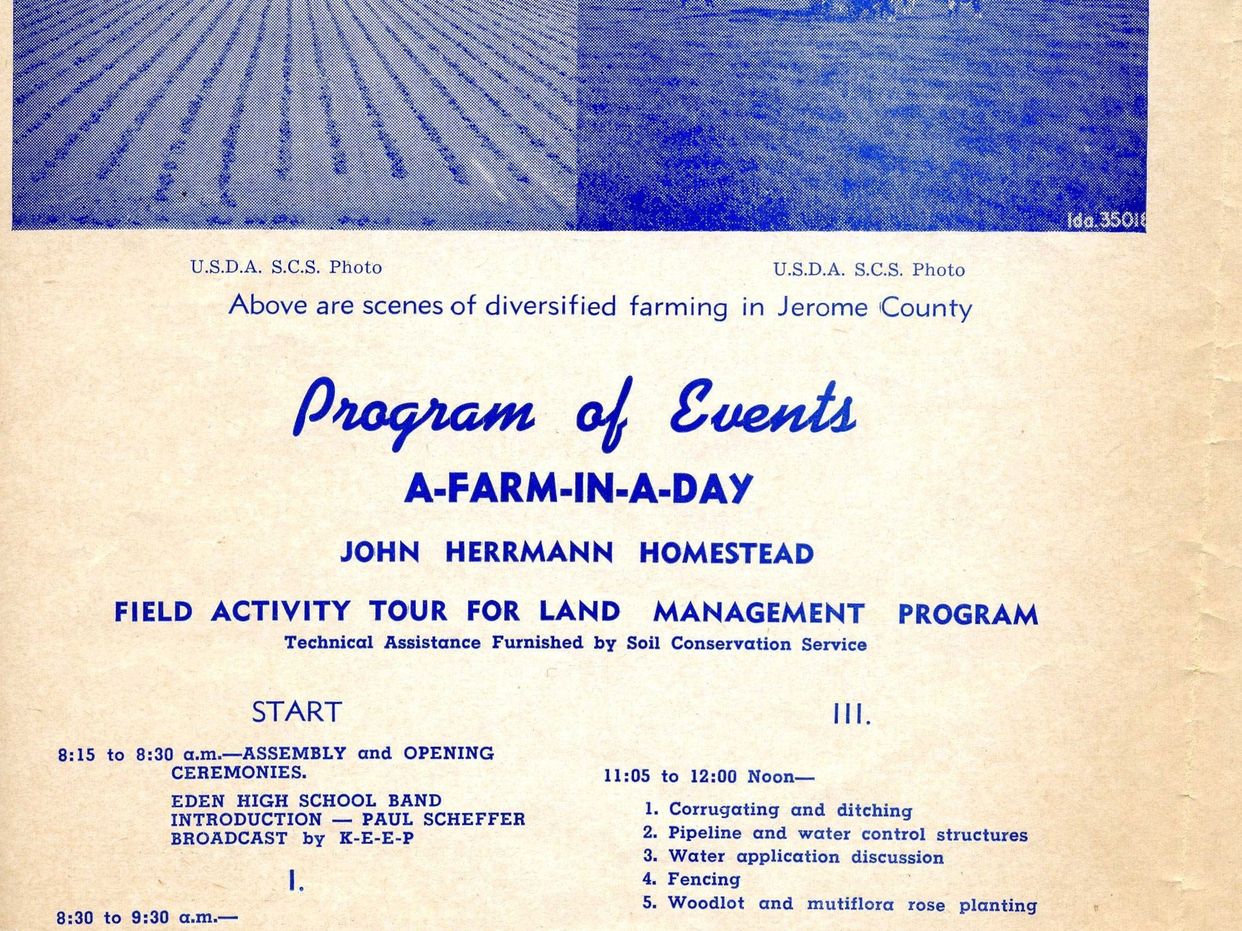 Ida.35018
U.S.D.A. S.C.S. Photo
U.S.D.A. S.C.S. Photo
Above are scenes of diversified farming in Jerome County
Program of Events
A-FARM-IN-A-DAY
JOHN HERRMANN HOMESTEAD
FIELD ACTIVITY TOUR FOR LAND MANAGEMENT PROGRAM
Technical Assistance Furnished by Soil Conservation Service
START
8:15 to 8:30 a.m.—ASSEMBLY and OPENING
CEREMONIES.
EDEN HIGH SCHOOL BAND
INTRODUCTION — PAUL SCHEFFER
BROADCAST by K-E-E-P
I.
8:30 to 9:30 a.m.—
III.
11:05 to 12:00 Noon—
1. Corrugating and ditching
2. Pipeline and water control structures
3. Water application discussion
4. Fencing
5. Woodlot and mutiflora rose planting